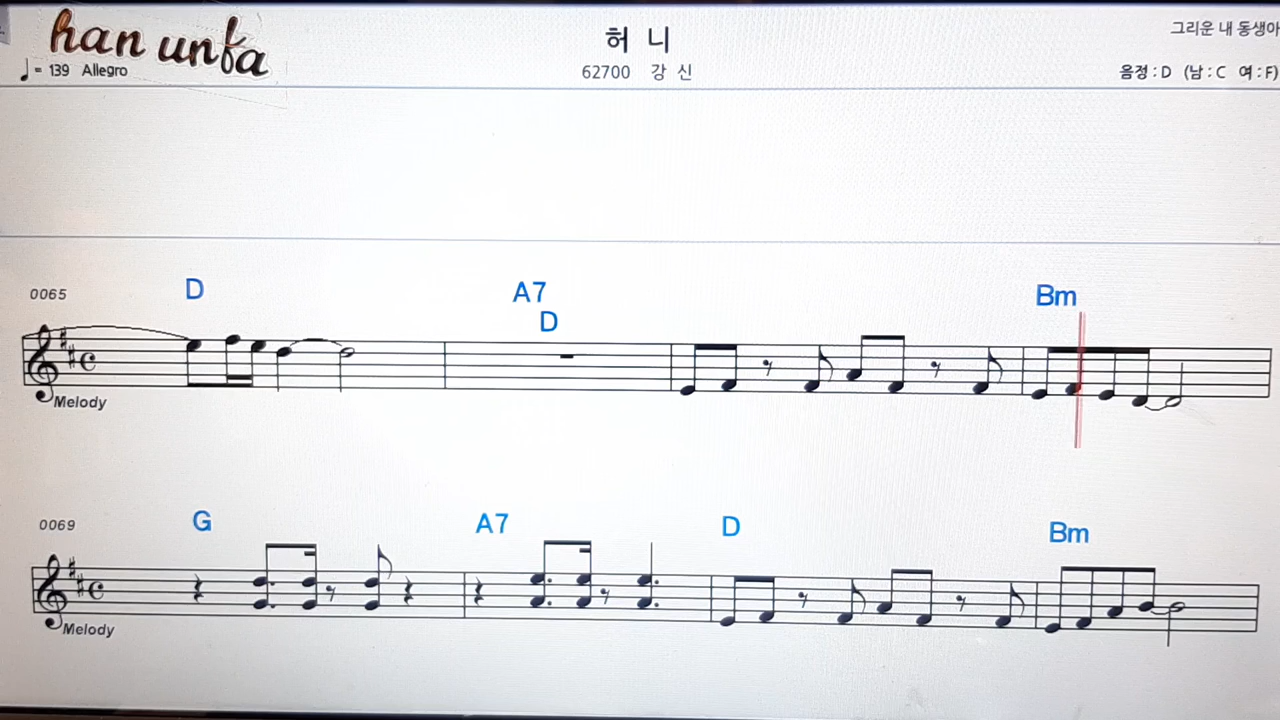 han unfa
허 니
그리운 내 동생아
♩= 139 Allegro
62700 강 신
음정 : D (남 : C 여 : F)
0065
D
A7
D
Bm
Melody
0069
G
A7
D
Bm
Melody